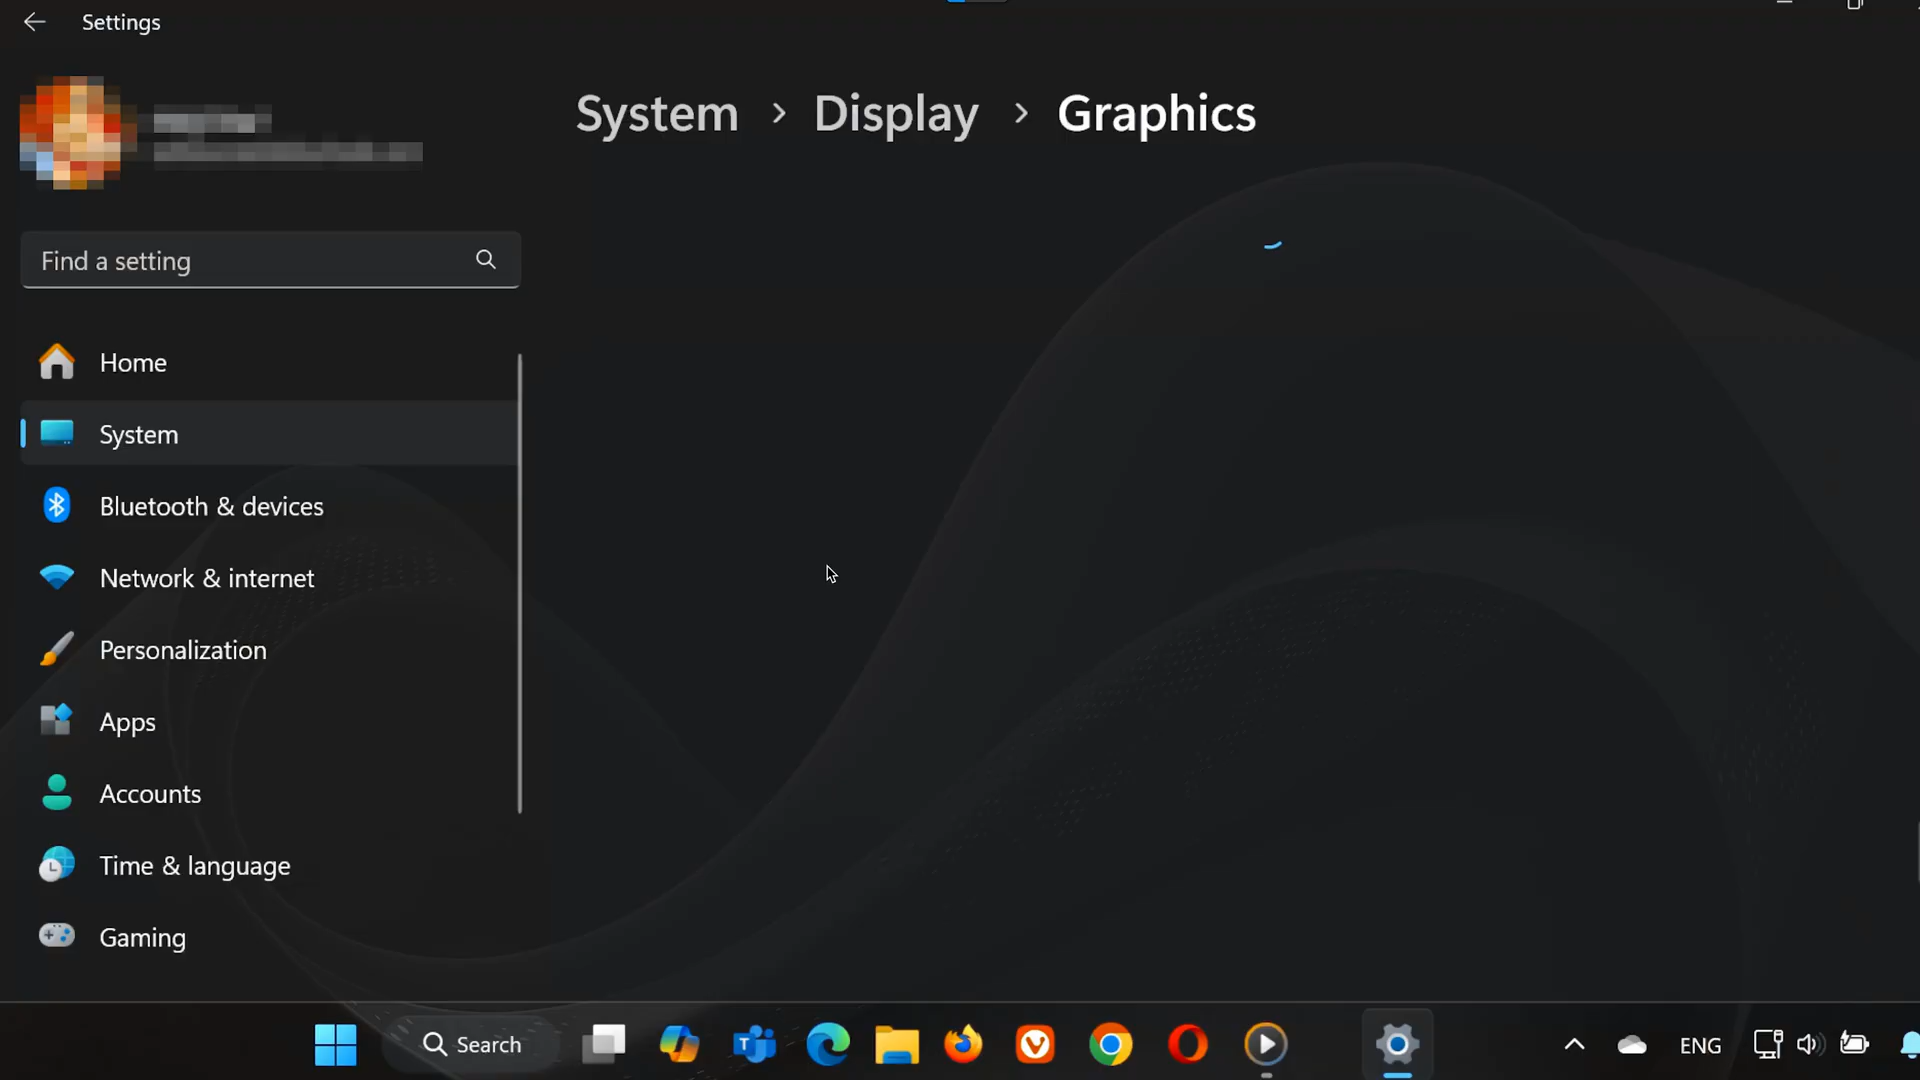 Settings
System > Display > Graphics
Find a setting
Home
System
Bluetooth & devices
Network & internet
Personalization
Apps
Accounts
Time & language
Gaming
Search
ENG